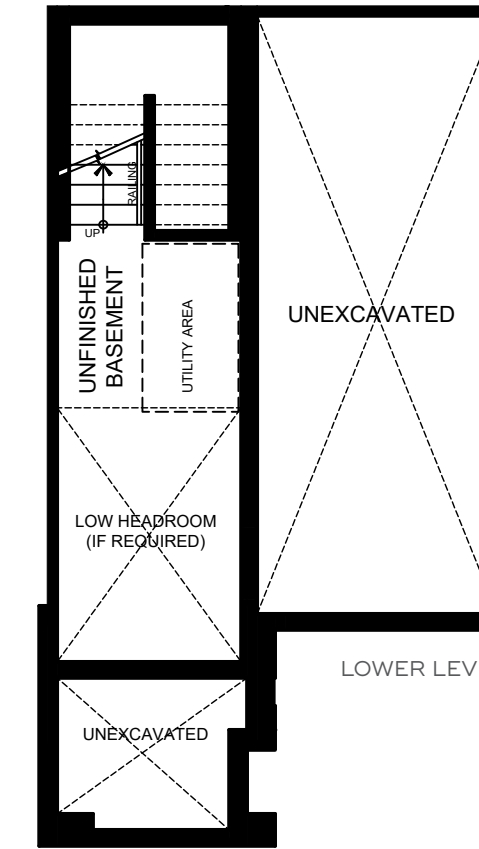 RAILING
UP
UNFINISHED
BASEMENT
UTILITY AREA
UNEXCAVATED
LOW HEADROOM
(IF REQUIRED)
LOWER LEV
UNEXCAVATED